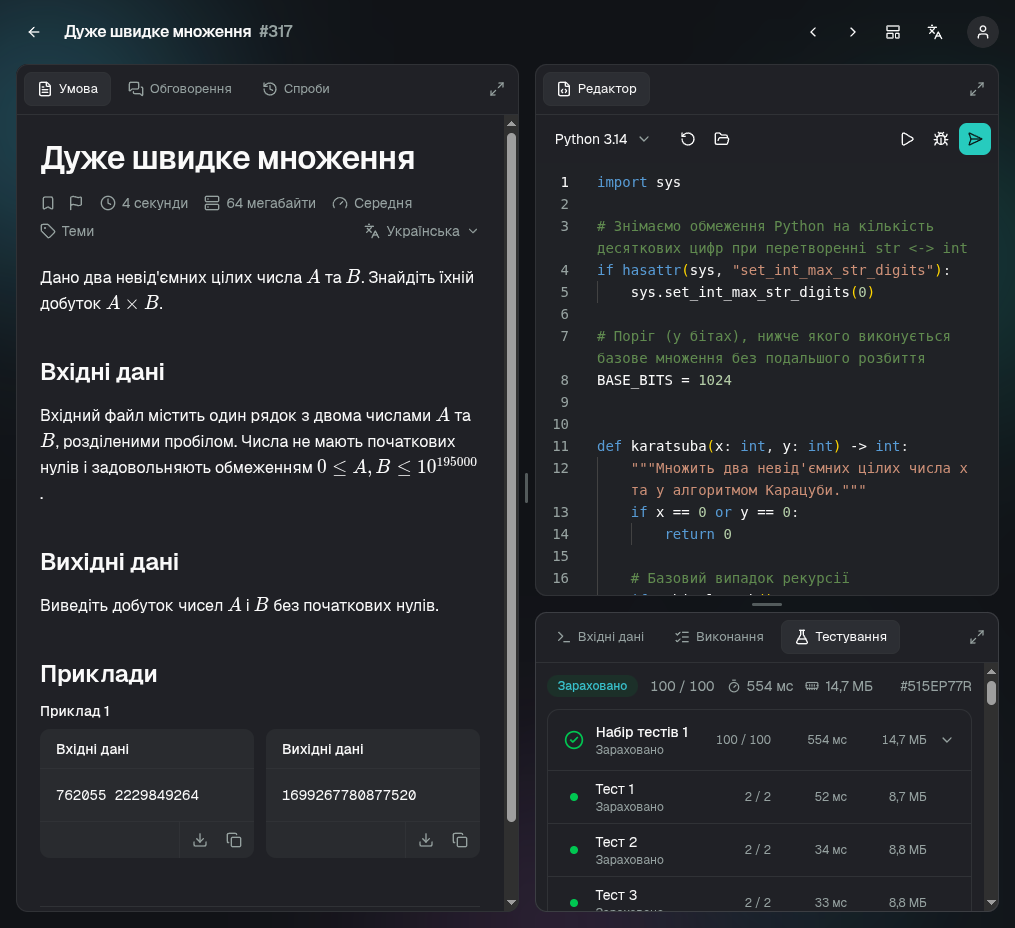 Дуже швидке множення #317
Умова
Обговорення
Спроби
Дуже швидке множення
4 секунди
64 мегабайти
Середня
Теми
Українська
Дано два невід'ємних цілих числа A та B. Знайдіть їхній
добуток A × B.
Вхідні дані
Вхідний файл містить один рядок з двома числами A та
B, розділеними пробілом. Числа не мають початкових
нулів і задовольняють обмеженням 0 ≤ A, B ≤ 10^195000
.
Вихідні дані
Виведіть добуток чисел A і B без початкових нулів.
Приклади
Приклад 1
Вхідні дані
762055 2229849264
Вихідні дані
1699267780877520
Редактор
Python 3.14
1 import sys
2
3 # Знімаємо обмеження Python на кількість
десяткових цифр при перетворенні str <-> int
4 if hasattr(sys, "set_int_max_str_digits"):
5 sys.set_int_max_str_digits(0)
6
7 # Поріг (у бітах), нижче якого виконується
базове множення без подальшого розбиття
8 BASE_BITS = 1024
9
10
11 def karatsuba(x: int, y: int) -> int:
12 """Множить два невід'ємних цілих числа x
та y алгоритмом Карацуби."""
13 if x == 0 or y == 0:
14 return 0
15
16 # Базовий випадок рекурсії
Вхідні дані
Виконання
Тестування
Зараховано 100 / 100 554 мс 14,7 МБ #515EP77R
Набір тестів 1 100 / 100 554 мс 14,7 МБ
Зараховано
Тест 1 2 / 2 52 мс 8,7 МБ
Зараховано
Тест 2 2 / 2 34 мс 8,8 МБ
Зараховано
Тест 3 2 / 2 33 мс 8,8 МБ